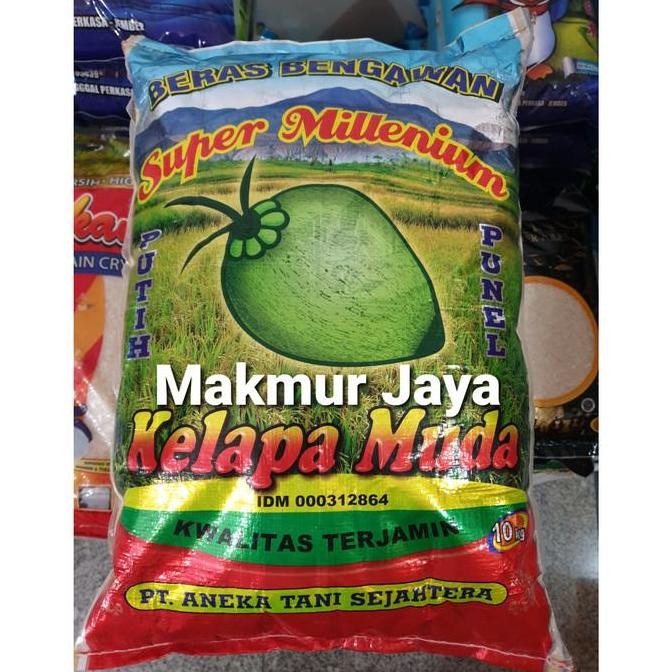 BERAS BENGAWAN
Super Millenium
PUTIH
PUNEL
Makmur Jaya
Kelapa Muda
IDM 000312864
KWALITAS TERJAMIN
10 kg
PT. ANEKA TANI SEJAHTERA